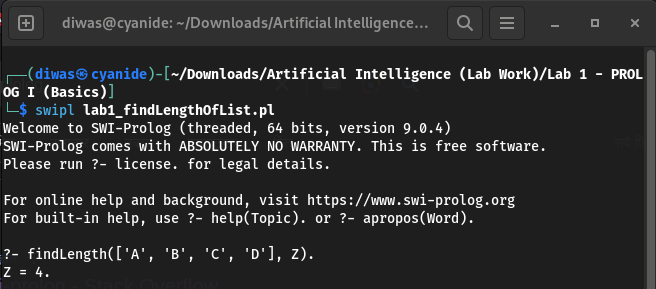 diwas@cyanide: ~/Downloads/Artificial Intelligence...
┌──(diwas㉿cyanide)-[~/Downloads/Artificial Intelligence (Lab Work)/Lab 1 - PROL
OG I (Basics)]
└─$ swipl lab1_findLengthOfList.pl
Welcome to SWI-Prolog (threaded, 64 bits, version 9.0.4)
SWI-Prolog comes with ABSOLUTELY NO WARRANTY. This is free software.
Please run ?- license. for legal details.
For online help and background, visit https://www.swi-prolog.org
For built-in help, use ?- help(Topic). or ?- apropos(Word).
?- findLength(['A', 'B', 'C', 'D'], Z).
Z = 4.